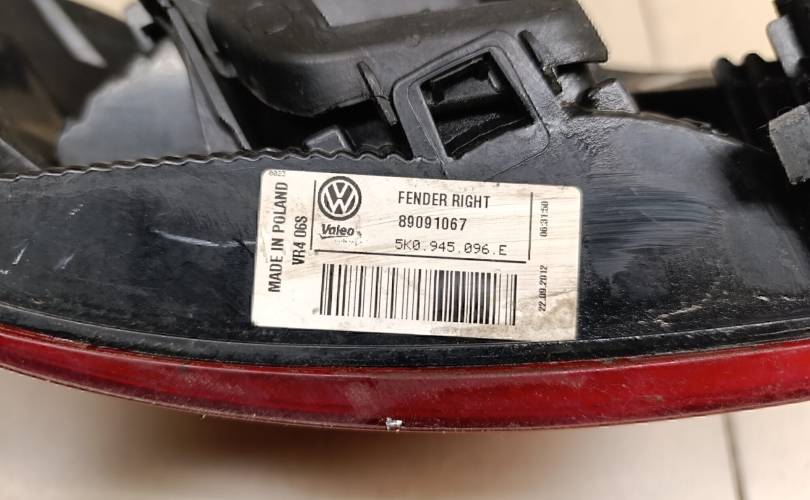 0023
MADE IN POLAND
VR4 06S
VW
Valeo
FENDER RIGHT
89091067
5K0.945.096.E
22.09.2012 06:31:50